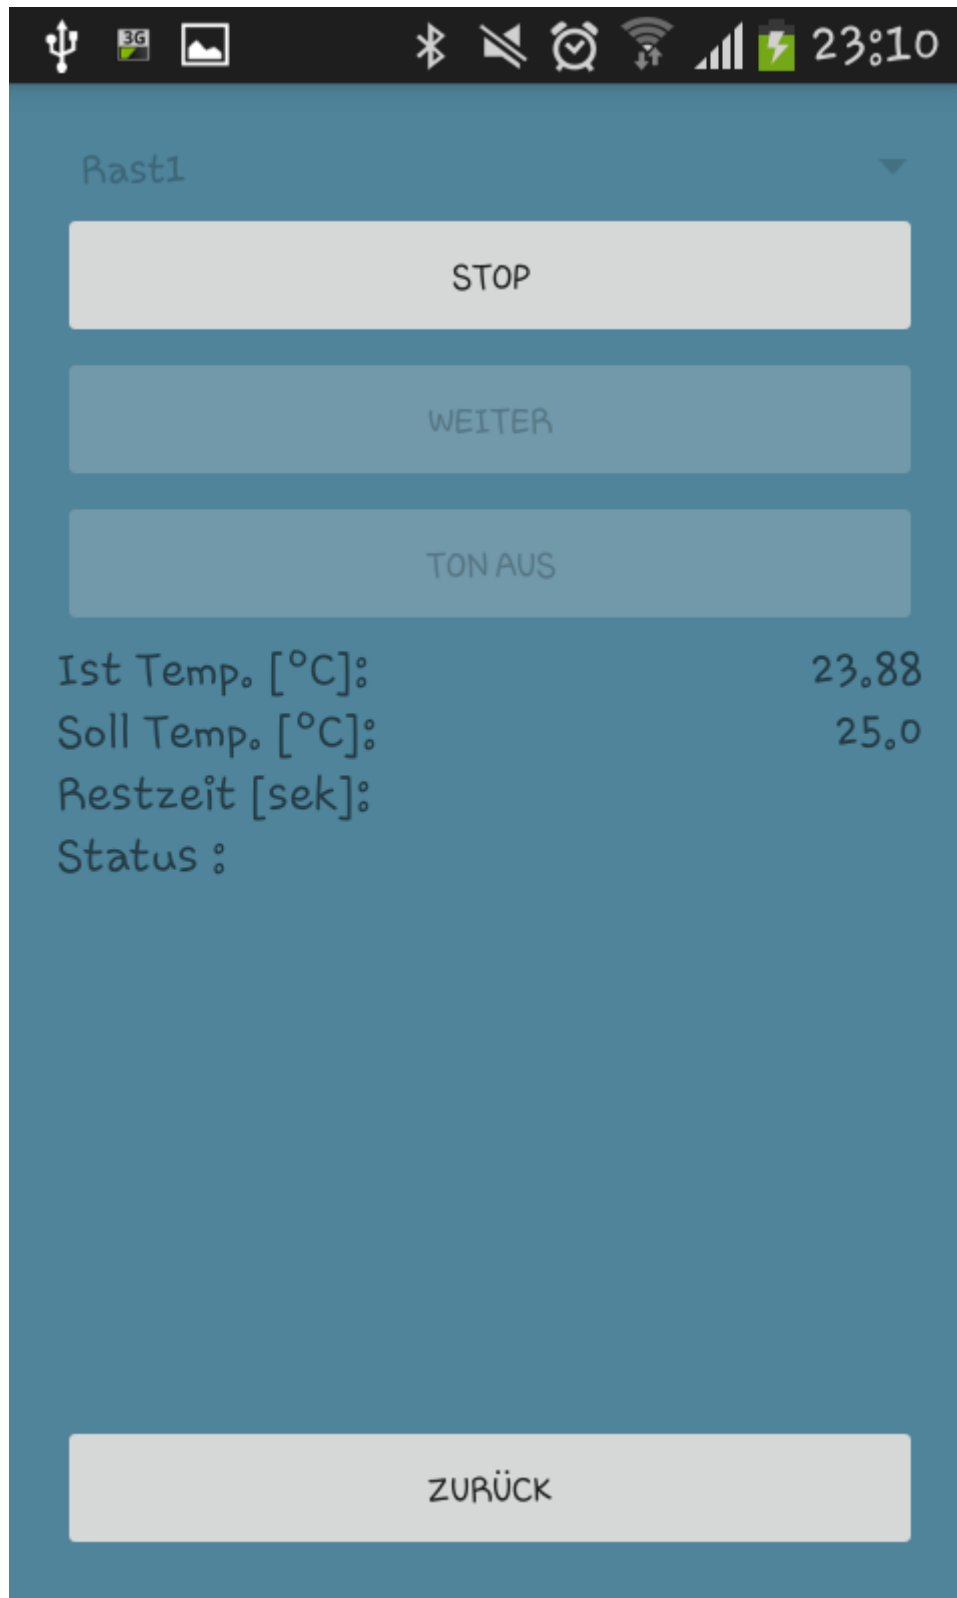 3G 23:10
Rast1
STOP
WEITER
TON AUS
Ist Temp. [°C]: 23.88
Soll Temp. [°C]: 25.0
Restzeit [sek]:
Status :
ZURÜCK